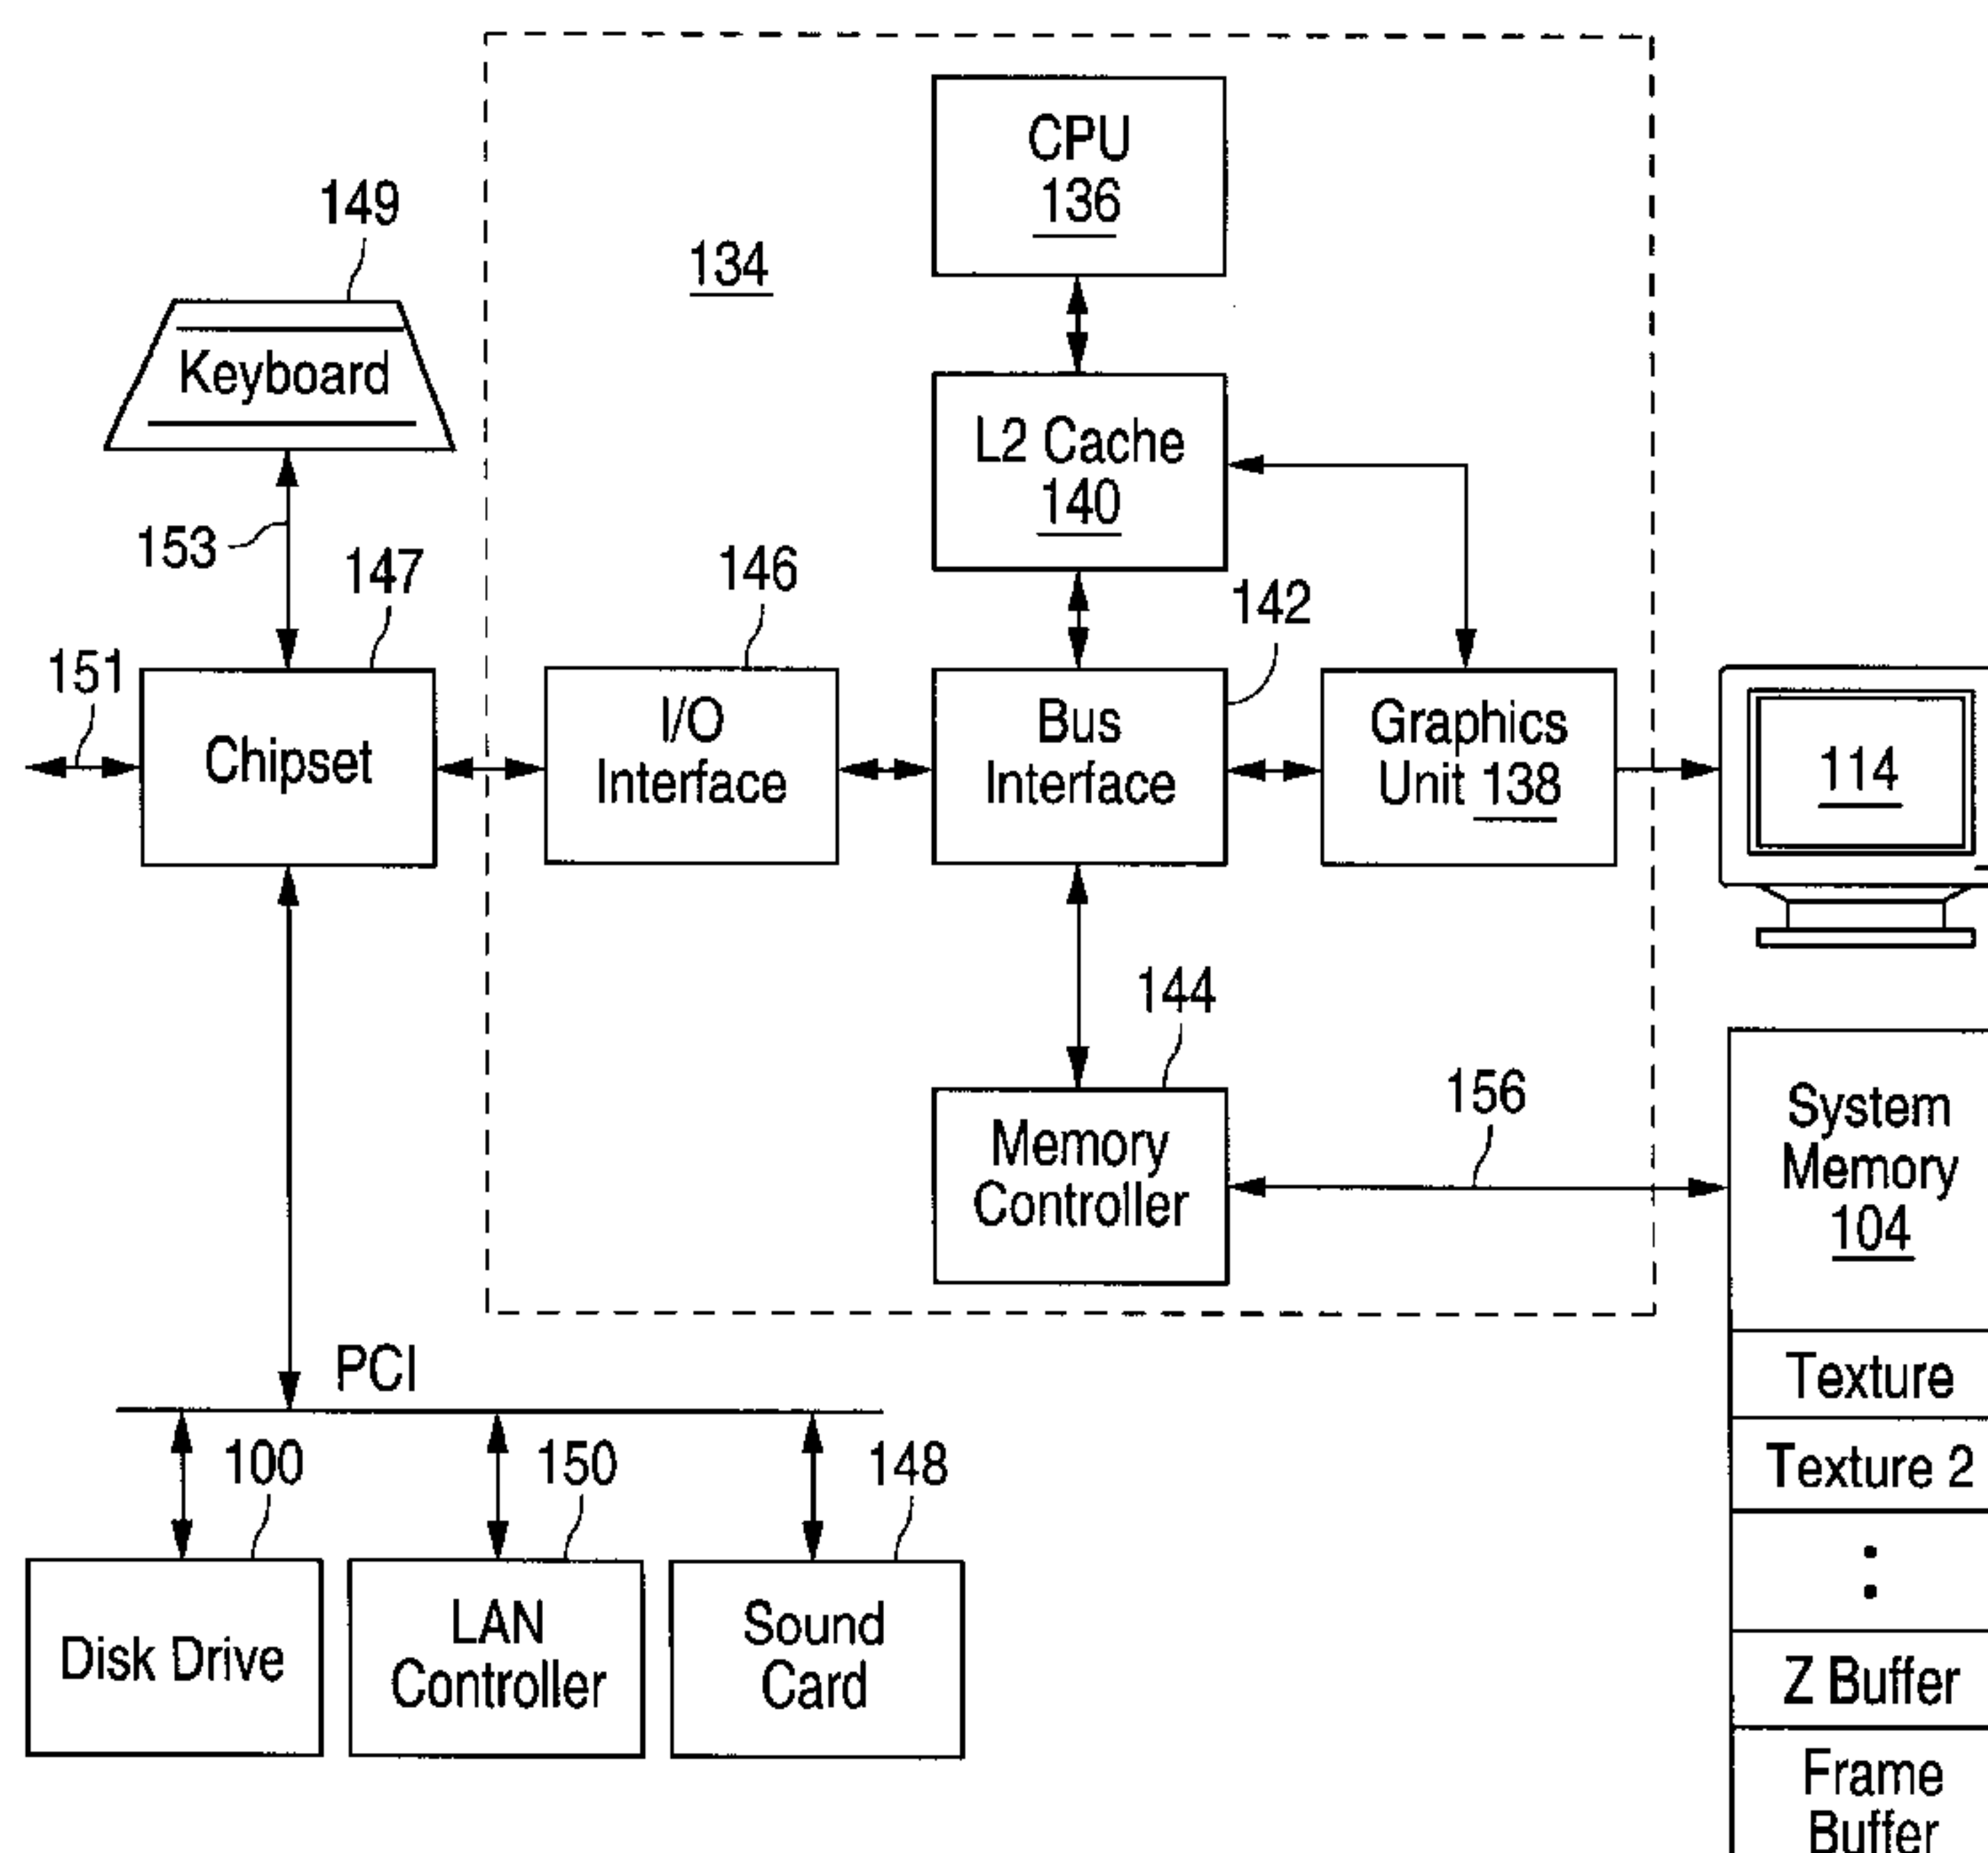 CPU
136
134
149
Keyboard
L2 Cache
140
153
147
146
142
151
Chipset
I/O
Interface
Bus
Interface
Graphics
Unit 138
114
144
156
Memory
Controller
System
Memory
104
PCI
Texture
Texture 2
100
150
148
Disk Drive
LAN
Controller
Sound
Card
Z Buffer
Frame
Buffer